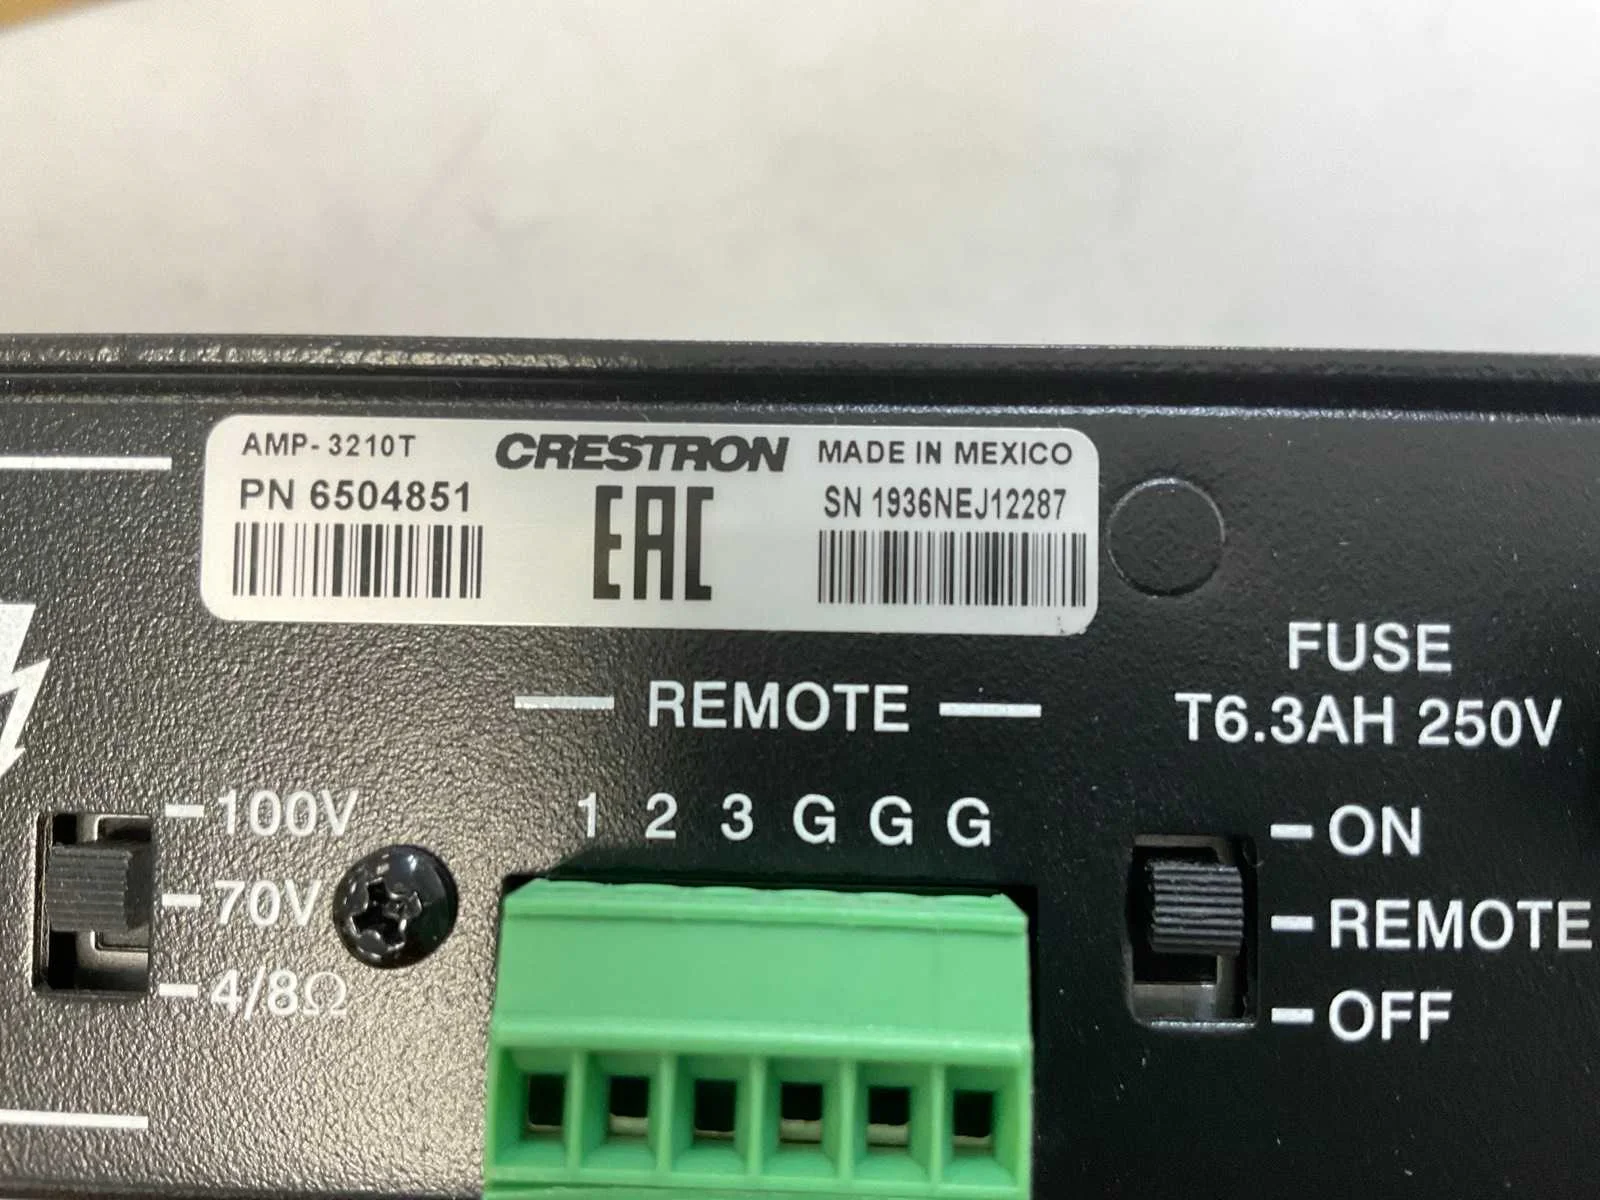 AMP-3210T
CRESTRON
MADE IN MEXICO
PN 6504851
EAC
SN 1936NEJ12287
FUSE
T6.3AH 250V
REMOTE
1 2 3 G G G
100V
70V
4/8Ω
ON
REMOTE
OFF